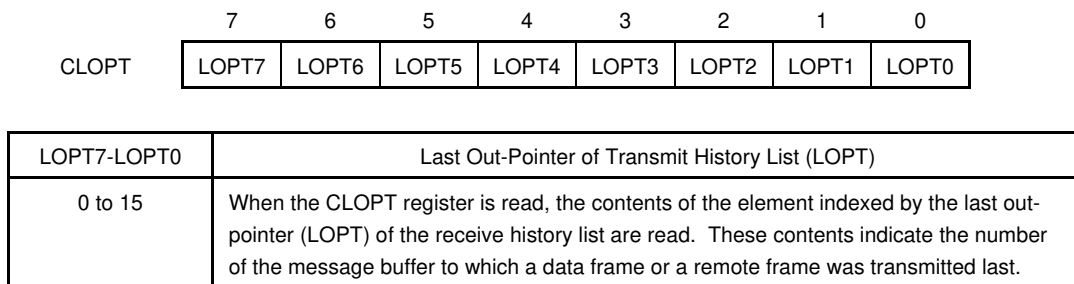 7 6 5 4 3 2 1 0
CLOPT LOPT7 LOPT6 LOPT5 LOPT4 LOPT3 LOPT2 LOPT1 LOPT0
LOPT7-LOPT0 Last Out-Pointer of Transmit History List (LOPT)
0 to 15 When the CLOPT register is read, the contents of the element indexed by the last out-
pointer (LOPT) of the receive history list are read. These contents indicate the number
of the message buffer to which a data frame or a remote frame was transmitted last.